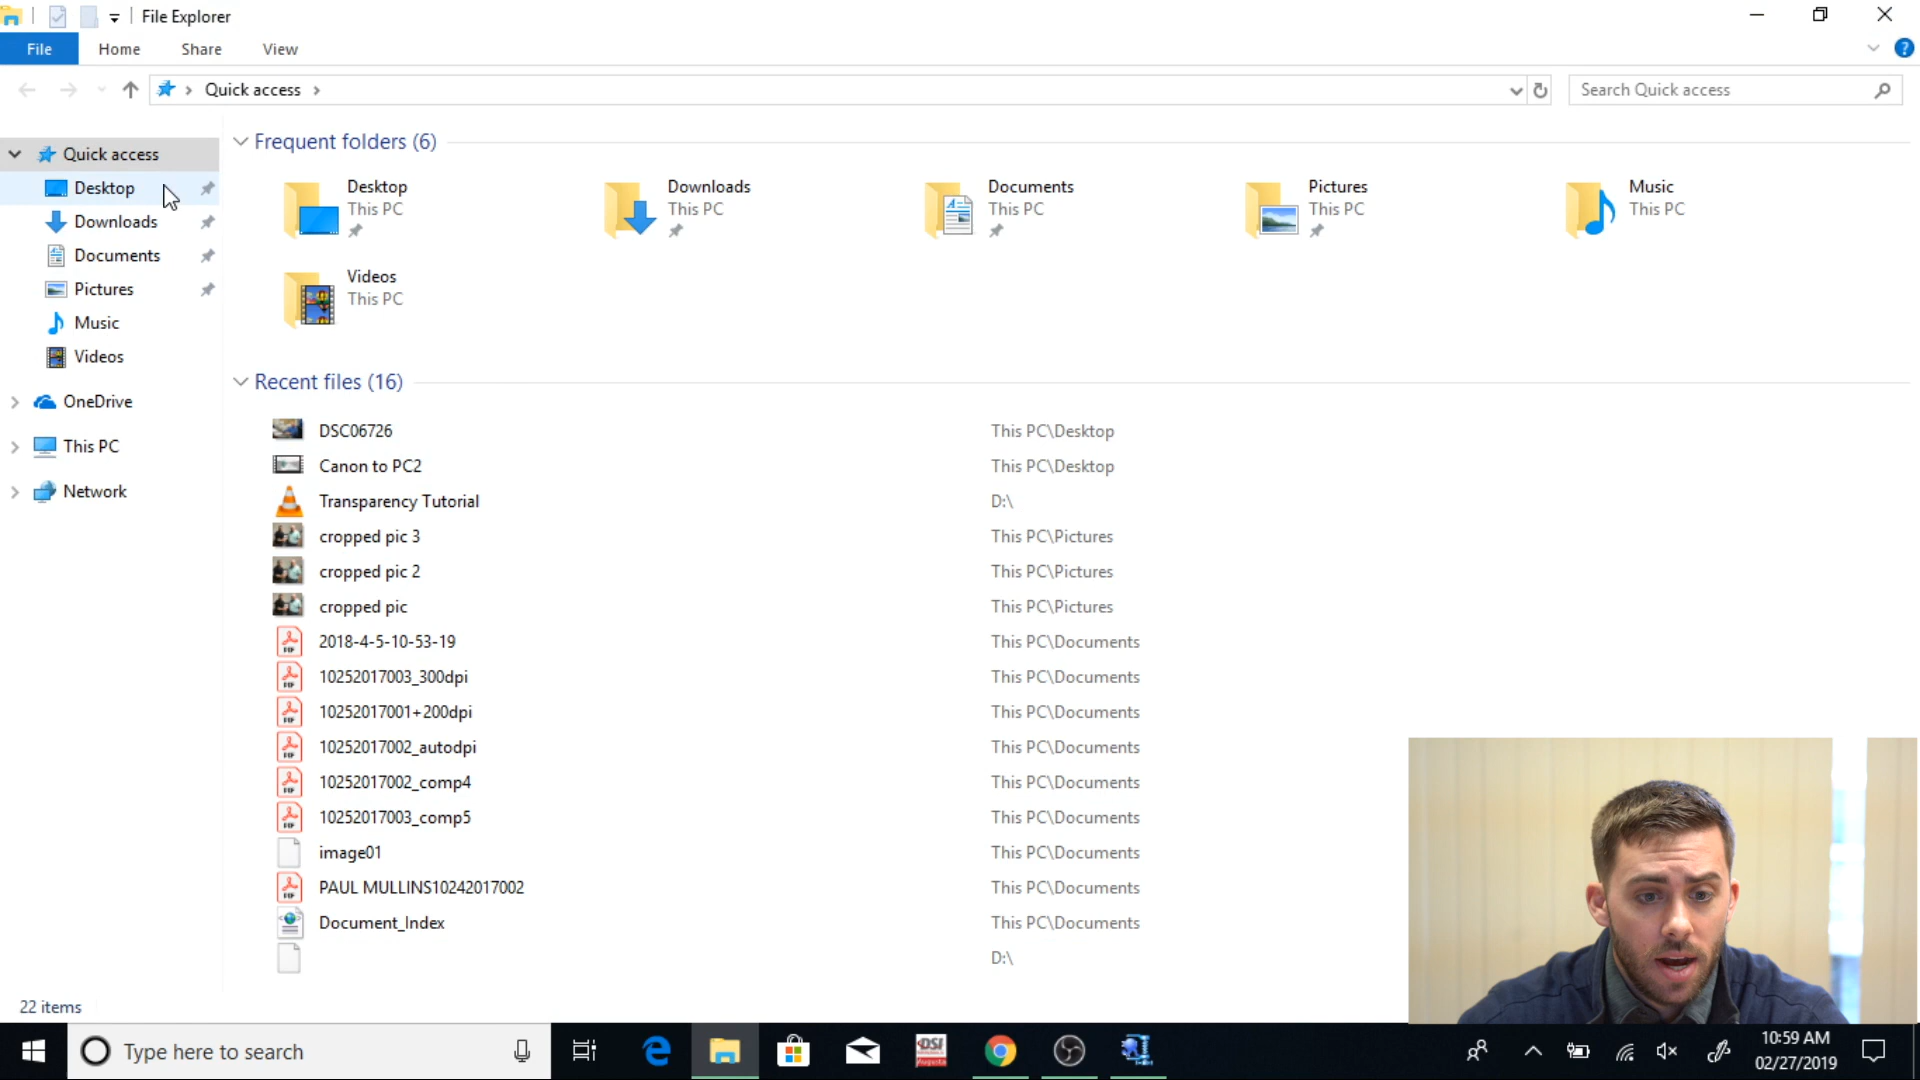 File Explorer
File Home Share View
Quick access
Search Quick access
Quick access
Desktop
Downloads
Documents
Pictures
Music
Videos
OneDrive
This PC
Network
Frequent folders (6)
Desktop
This PC
Downloads
This PC
Documents
This PC
Pictures
This PC
Music
This PC
Videos
This PC
Recent files (16)
DSC06726 This PC\Desktop
Canon to PC2 This PC\Desktop
Transparency Tutorial D:\
cropped pic 3 This PC\Pictures
cropped pic 2 This PC\Pictures
cropped pic This PC\Pictures
2018-4-5-10-53-19 This PC\Documents
10252017003_300dpi This PC\Documents
10252017001+200dpi This PC\Documents
10252017002_autodpi This PC\Documents
10252017002_comp4 This PC\Documents
10252017003_comp5 This PC\Documents
image01 This PC\Documents
PAUL MULLINS10242017002 This PC\Documents
Document_Index This PC\Documents
D:\
22 items
Type here to search
DSI
10:59 AM
02/27/2019